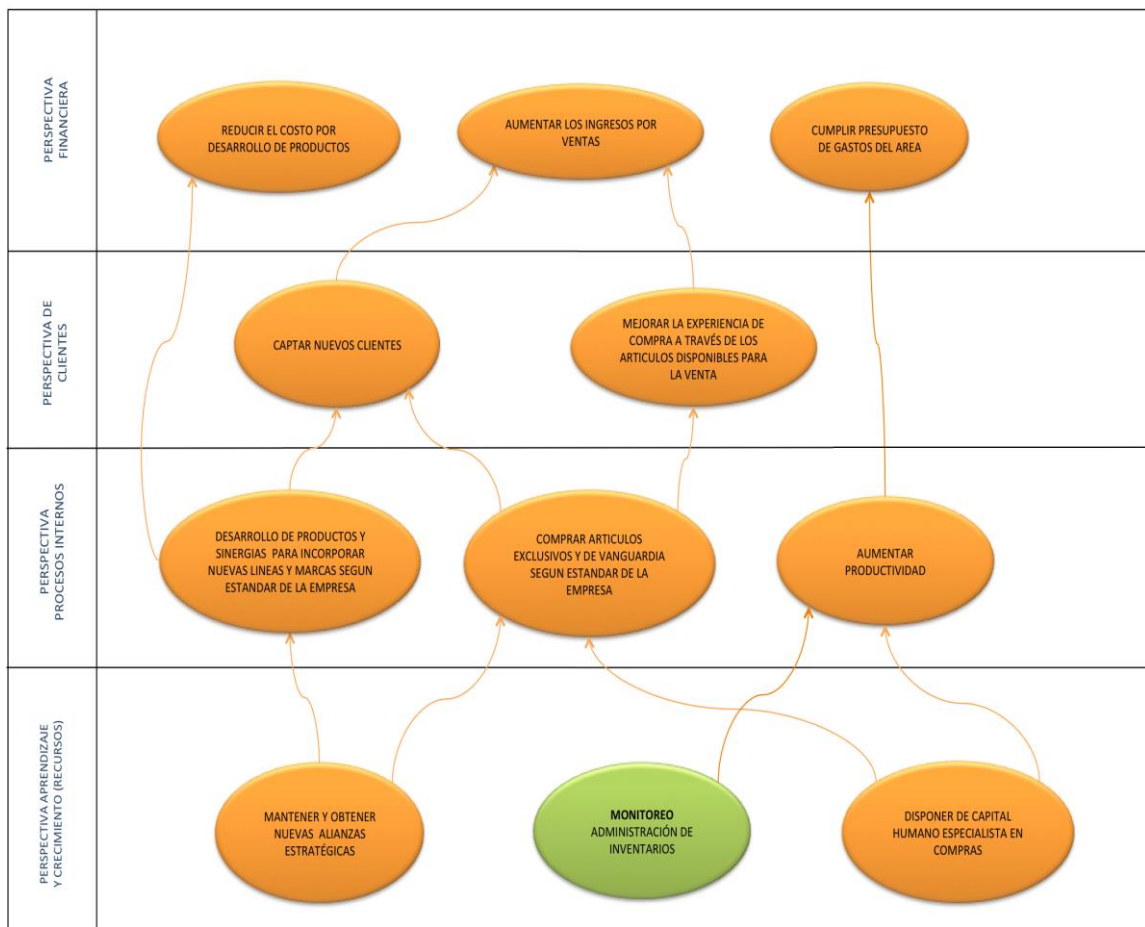 PERSPECTIVA
FINANCIERA
REDUCIR EL COSTO POR
DESARROLLO DE PRODUCTOS
AUMENTAR LOS INGRESOS POR
VENTAS
CUMPLIR PRESUPUESTO
DE GASTOS DEL AREA
PERSPECTIVA DE
CLIENTES
CAPTAR NUEVOS CLIENTES
MEJORAR LA EXPERIENCIA DE
COMPRA A TRAVÉS DE LOS
ARTICULOS DISPONIBLES PARA
LA VENTA
PERSPECTIVA
PROCESOS INTERNOS
DESARROLLO DE PRODUCTOS Y
SINERGIAS PARA INCORPORAR
NUEVAS LINEAS Y MARCAS SEGUN
ESTANDAR DE LA EMPRESA
COMPRAR ARTICULOS
EXCLUSIVOS Y DE VANGUARDIA
SEGUN ESTANDAR DE LA
EMPRESA
AUMENTAR
PRODUCTIVIDAD
PERSPECTIVA APRENDIZAJE
Y CRECIMIENTO (RECURSOS)
MANTENER Y OBTENER
NUEVAS ALIANZAS
ESTRATÉGICAS
MONITOREO
ADMINISTRACIÓN DE
INVENTARIOS
DISPONER DE CAPITAL
HUMANO ESPECIALISTA EN
COMPRAS